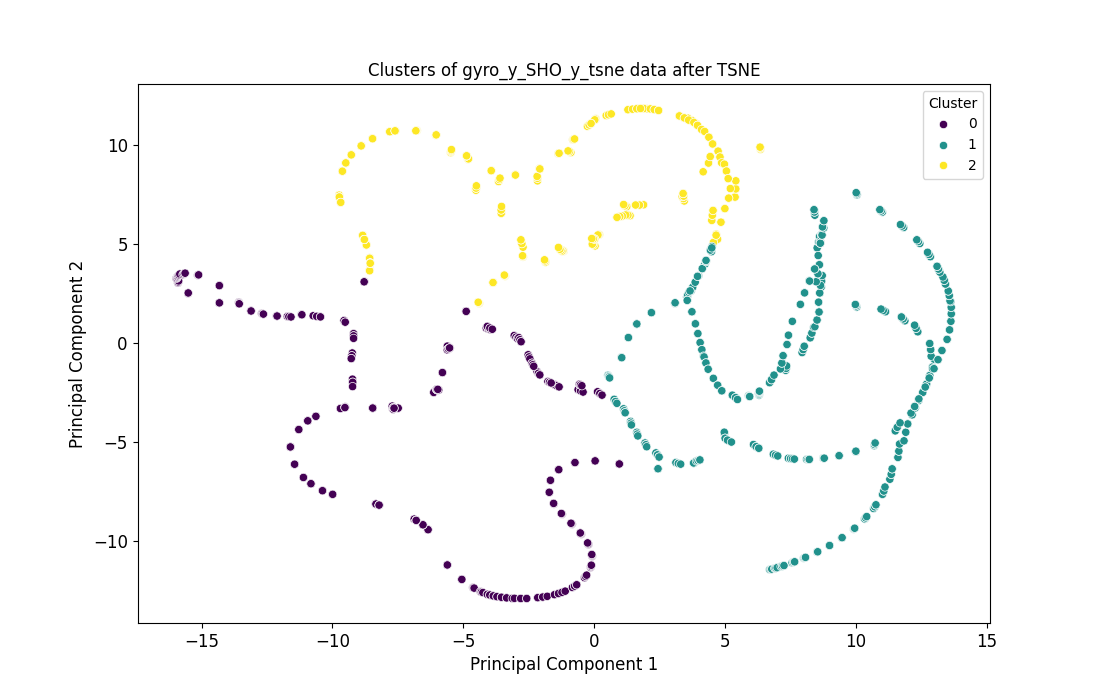 Clusters of gyro_y_SHO_y_tsne data after TSNE
Cluster
0
1
2
Principal Component 2
10
5
0
−5
−10
−15 −10 −5 0 5 10 15
Principal Component 1